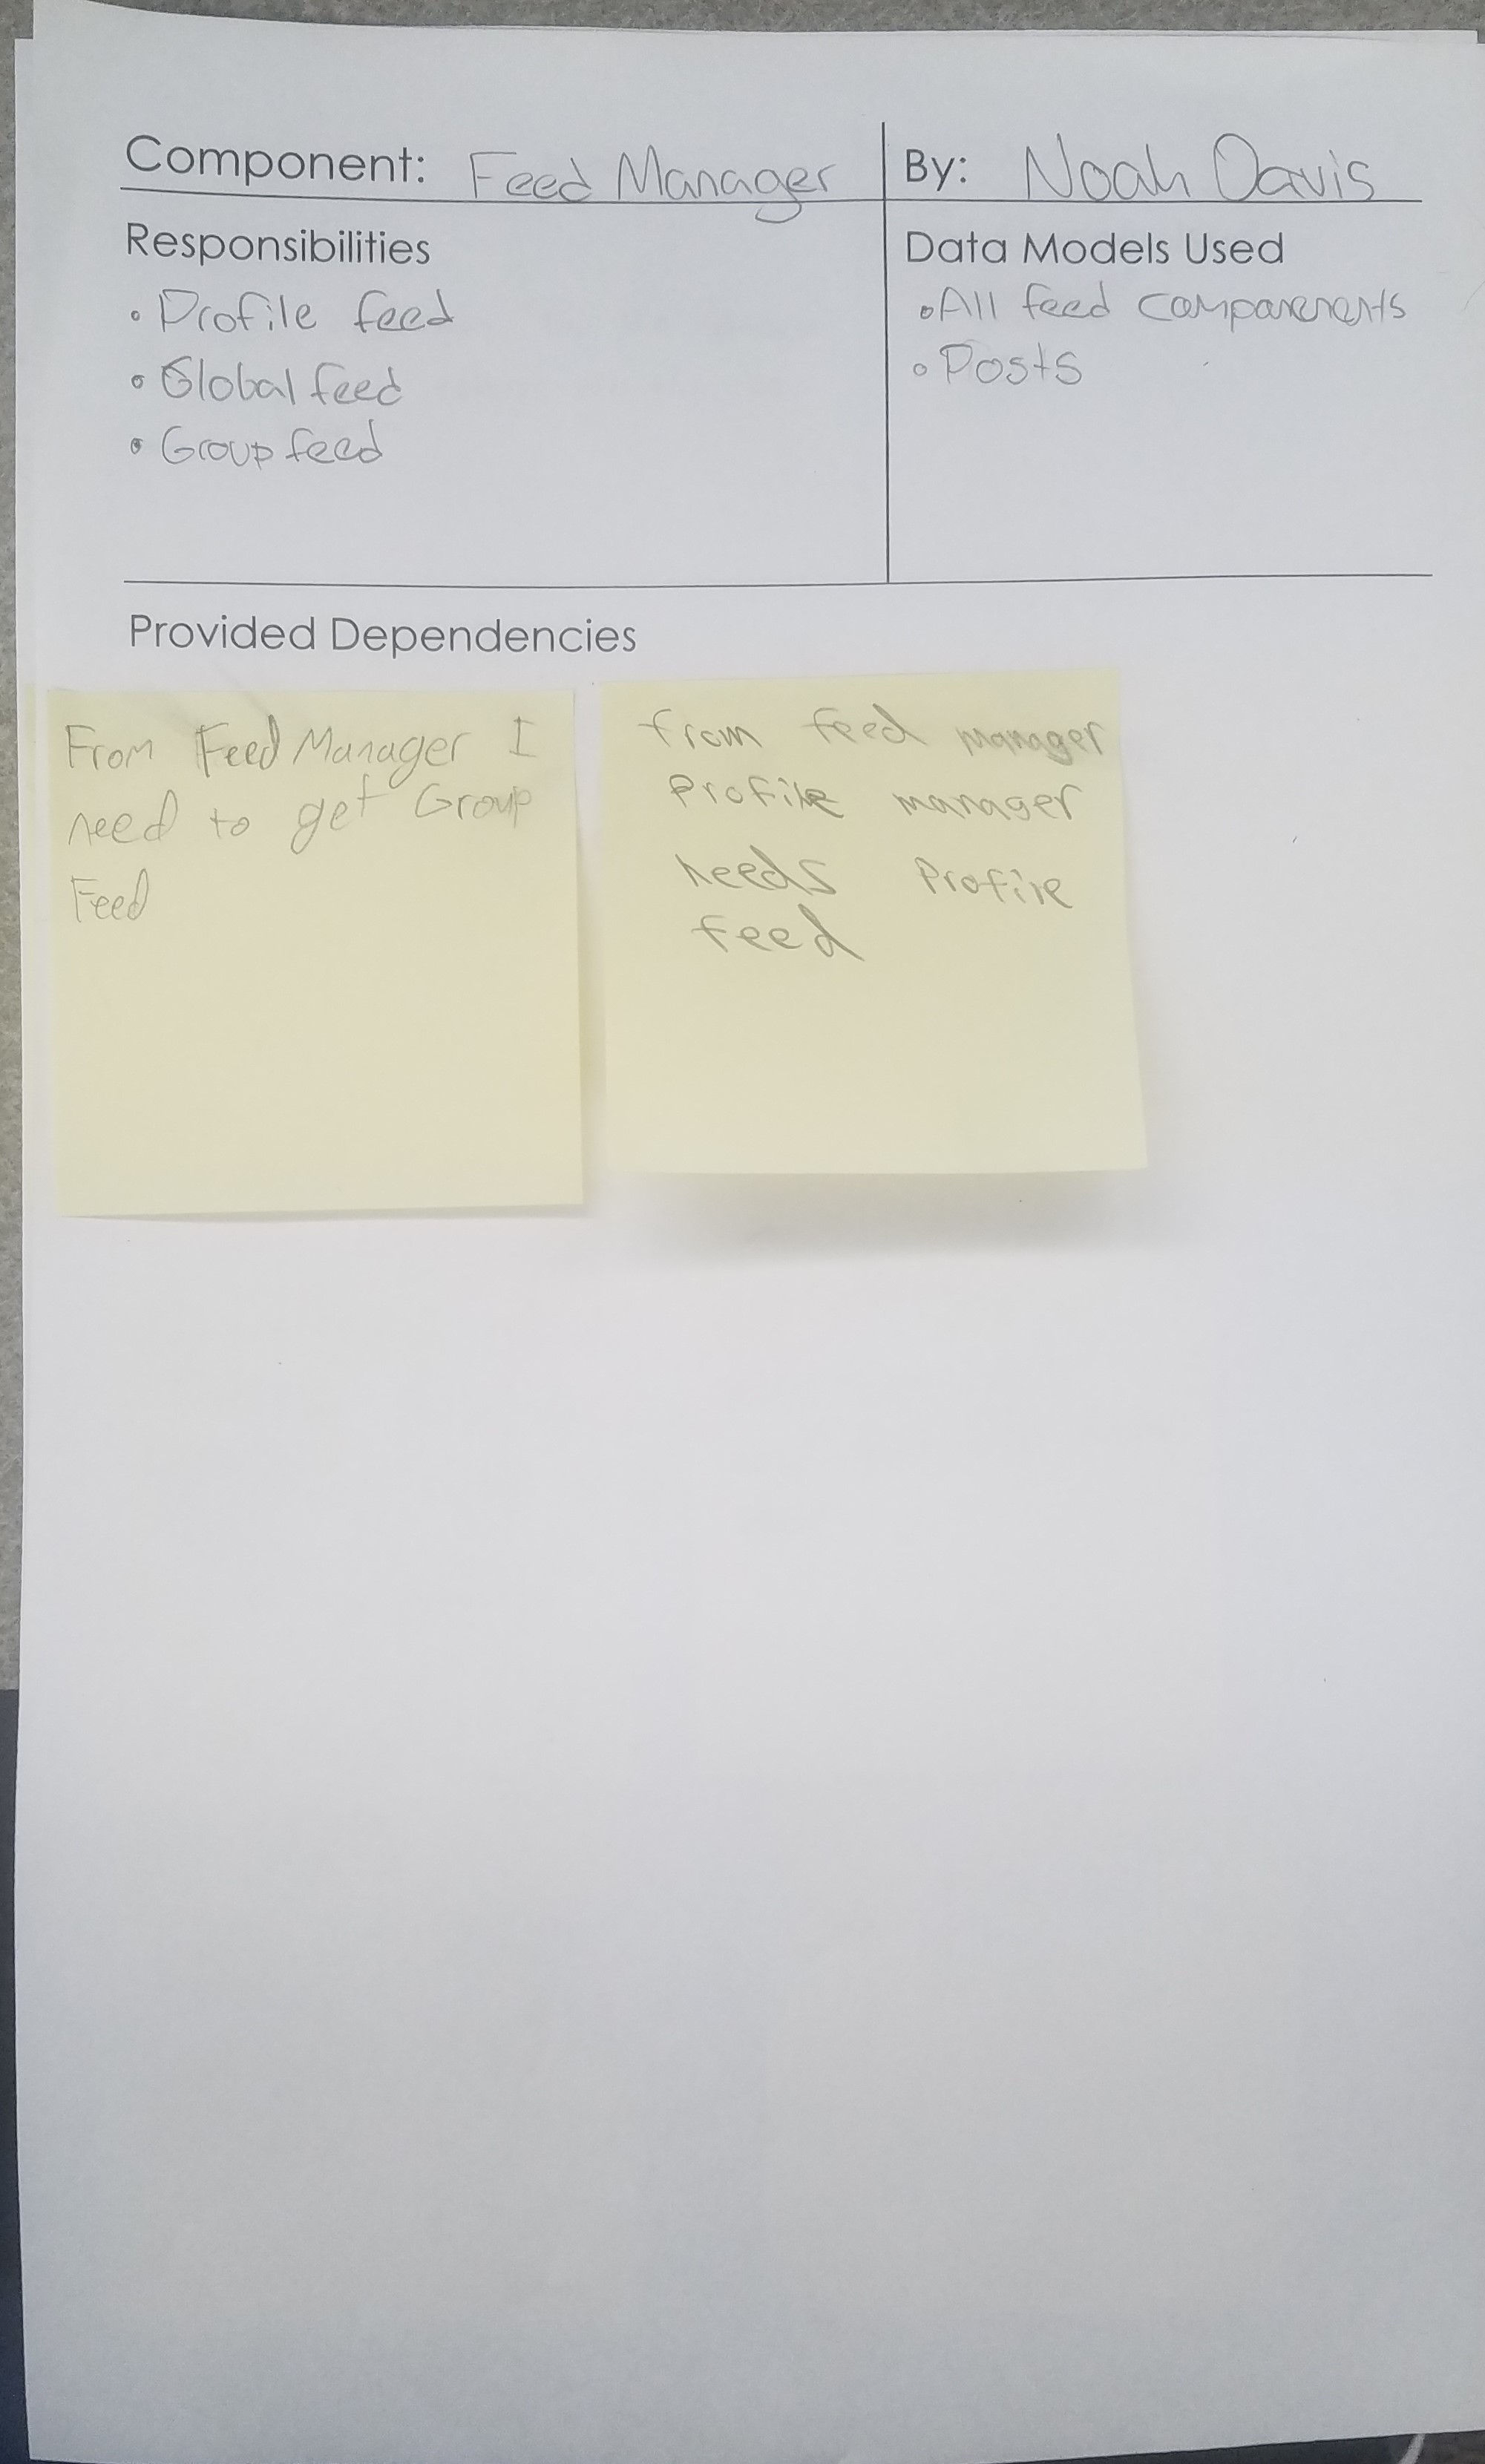 Component: Feed Manager
By: Noah Davis
Responsibilities
• Profile feed
• Global feed
• Group feed
Data Models Used
• All feed componenents
• Posts
Provided Dependencies
From Feed Manager I
need to get Group
Feed
from feed manager
Profile manager
needs Profile
feed